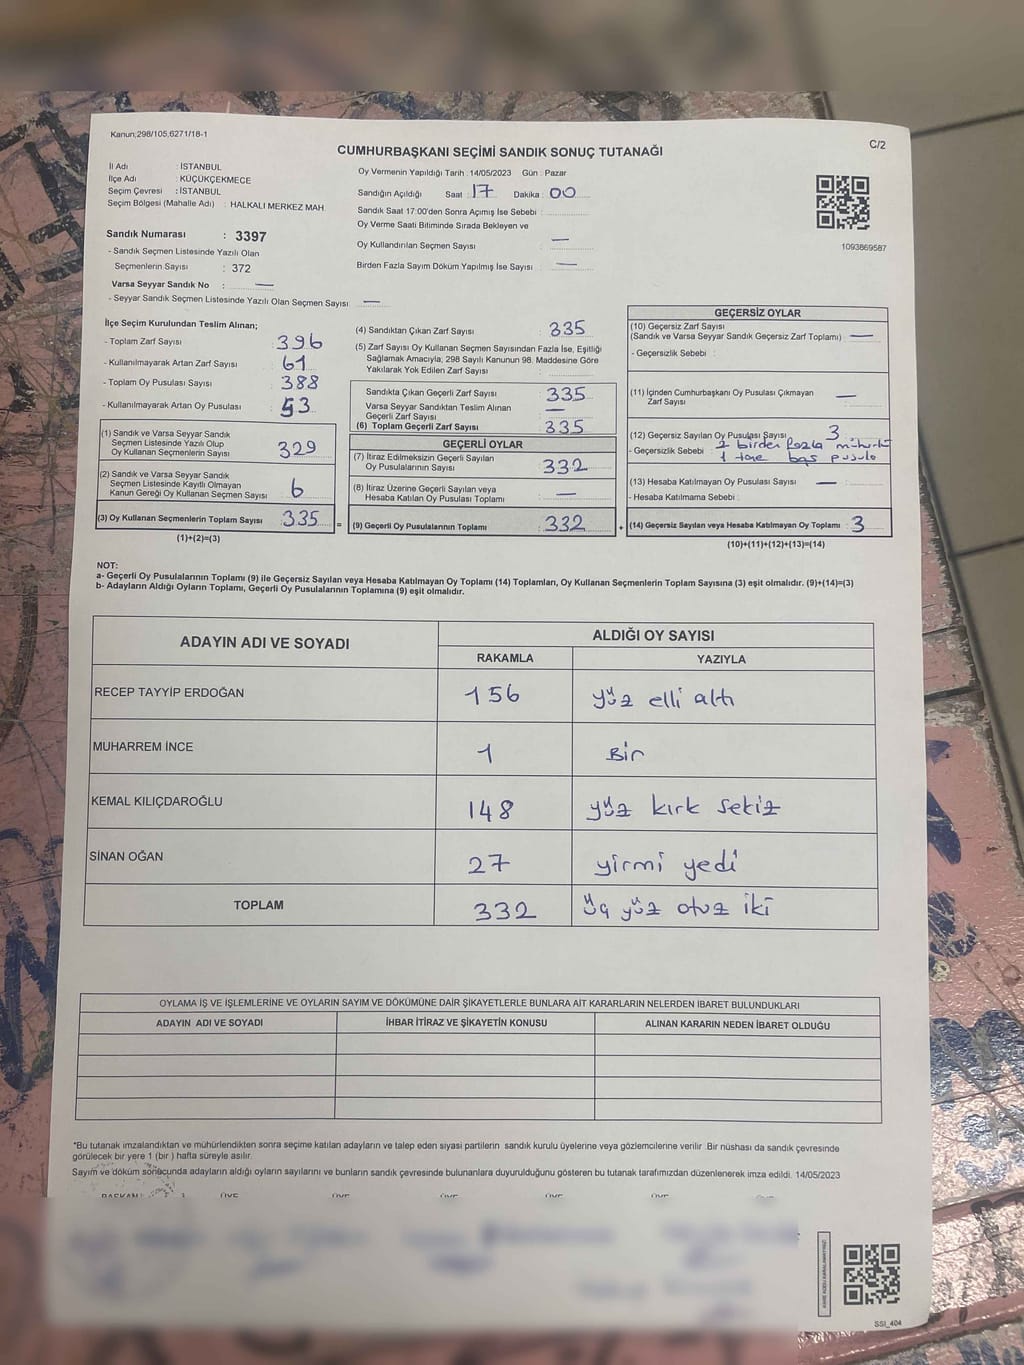 Kanun;298/105,6271/18-1
C/2
CUMHURBAŞKANI SEÇİMİ SANDIK SONUÇ TUTANAĞI
İl Adı : İSTANBUL
İlçe Adı : KÜÇÜKÇEKMECE
Seçim Çevresi : İSTANBUL
Seçim Bölgesi (Mahalle Adı) : HALKALI MERKEZ MAH.
Sandık Numarası : 3397
- Sandık Seçmen Listesinde Yazılı Olan
Seçmenlerin Sayısı : 372
Varsa Seyyar Sandık No : —
- Seyyar Sandık Seçmen Listesinde Yazılı Olan Seçmen Sayısı : —
Oy Vermenin Yapıldığı Tarih : 14/05/2023 Gün : Pazar
Sandığın Açıldığı Saat : 17 Dakika : 00
Sandık Saat 17:00'den Sonra Açımış İse Sebebi :
Oy Verme Saati Bitiminde Sırada Bekleyen ve
Oy Kullandırılan Seçmen Sayısı : —
Birden Fazla Sayım Döküm Yapılmış İse Sayısı : —
1093869587
İlçe Seçim Kurulundan Teslim Alınan;
- Toplam Zarf Sayısı : 396
- Kullanılmayarak Artan Zarf Sayısı : 61
- Toplam Oy Pusulası Sayısı : 388
- Kullanılmayarak Artan Oy Pusulası : 53
(1) Sandık ve Varsa Seyyar Sandık
Seçmen Listesinde Yazılı Olup
Oy Kullanan Seçmenlerin Sayısı : 329
(2) Sandık ve Varsa Seyyar Sandık
Seçmen Listesinde Kayıtlı Olmayan
Kanun Gereği Oy Kullanan Seçmen Sayısı : 6
(3) Oy Kullanan Seçmenlerin Toplam Sayısı : 335 =
(1)+(2)=(3)
(4) Sandıktan Çıkan Zarf Sayısı : 335
(5) Zarf Sayısı Oy Kullanan Seçmen Sayısından Fazla İse, Eşitliği
Sağlamak Amacıyla; 298 Sayılı Kanunun 98. Maddesine Göre
Yakılarak Yok Edilen Zarf Sayısı :
Sandıkta Çıkan Geçerli Zarf Sayısı : 335
Varsa Seyyar Sandıktan Teslim Alınan
Geçerli Zarf Sayısı : —
(6) Toplam Geçerli Zarf Sayısı : 335
GEÇERLİ OYLAR
(7) İtiraz Edilmeksizin Geçerli Sayılan
Oy Pusulalarının Sayısı : 332
(8) İtiraz Üzerine Geçerli Sayılan veya
Hesaba Katılan Oy Pusulası Toplamı : —
(9) Geçerli Oy Pusulalarının Toplamı : 332 +
GEÇERSİZ OYLAR
(10) Geçersiz Zarf Sayısı
(Sandık ve Varsa Seyyar Sandık Geçersiz Zarf Toplamı) : —
- Geçersizlik Sebebi :
(11) İçinden Cumhurbaşkanı Oy Pusulası Çıkmayan
Zarf Sayısı : —
(12) Geçersiz Sayılan Oy Pusulası Sayısı : 3
- Geçersizlik Sebebi : 2 birden fazla mühürlü
1 tane boş pusula
(13) Hesaba Katılmayan Oy Pusulası Sayısı : —
- Hesaba Katılmama Sebebi :
(14) Geçersiz Sayılan veya Hesaba Katılmayan Oy Toplamı : 3
(10)+(11)+(12)+(13)=(14)
NOT:
a- Geçerli Oy Pusulalarının Toplamı (9) ile Geçersiz Sayılan veya Hesaba Katılmayan Oy Toplamı (14) Toplamları, Oy Kullanan Seçmenlerin Toplam Sayısına (3) eşit olmalıdır. (9)+(14)=(3)
b- Adayların Aldığı Oyların Toplamı, Geçerli Oy Pusulalarının Toplamına (9) eşit olmalıdır.
ADAYIN ADI VE SOYADI
ALDIĞI OY SAYISI
RAKAMLA YAZIYLA
RECEP TAYYİP ERDOĞAN 156 yüz elli altı
MUHARREM İNCE 1 Bir
KEMAL KILIÇDAROĞLU 148 yüz kırk sekiz
SİNAN OĞAN 27 yirmi yedi
TOPLAM 332 üç yüz otuz iki
OYLAMA İŞ VE İŞLEMLERİNE VE OYLARIN SAYIM VE DÖKÜMÜNE DAİR ŞİKAYETLERLE BUNLARA AİT KARARLARIN NELERDEN İBARET BULUNDUKLARI
ADAYIN ADI VE SOYADI İHBAR İTİRAZ VE ŞİKAYETİN KONUSU ALINAN KARARIN NEDEN İBARET OLDUĞU
*Bu tutanak imzalandıktan ve mühürlendikten sonra seçime katılan adayların ve talep eden siyasi partilerin sandık kurulu üyelerine veya gözlemcilerine verilir .Bir nüshası da sandık çevresinde
görülecek bir yere 1 (bir ) hafta süreyle asılır.
Sayım ve döküm sonucunda adayların aldığı oyların sayılarını ve bunların sandık çevresinde bulunanlara duyurulduğunu gösteren bu tutanak tarafımızdan düzenlenerek imza edildi. 14/05/2023
BAŞKAN ÜYE ÜYE ÜYE ÜYE ÜYE ÜYE
SSI_404